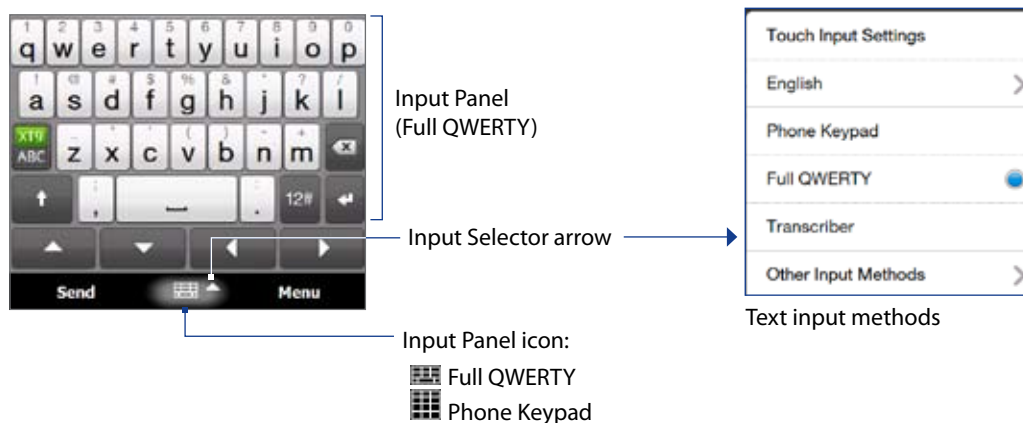 1 2 3 4 5 6 7 8 9 0
q w e r t y u i o p
! @ # $ % & ' ? /
a s d f g h j k l
XT9 _ " ' ( ) - +
ABC z x c v b n m
; :
, . 12#
Send Menu
Input Panel
(Full QWERTY)
Input Selector arrow
Input Panel icon:
Full QWERTY
Phone Keypad
Touch Input Settings
English
Phone Keypad
Full QWERTY
Transcriber
Other Input Methods
Text input methods